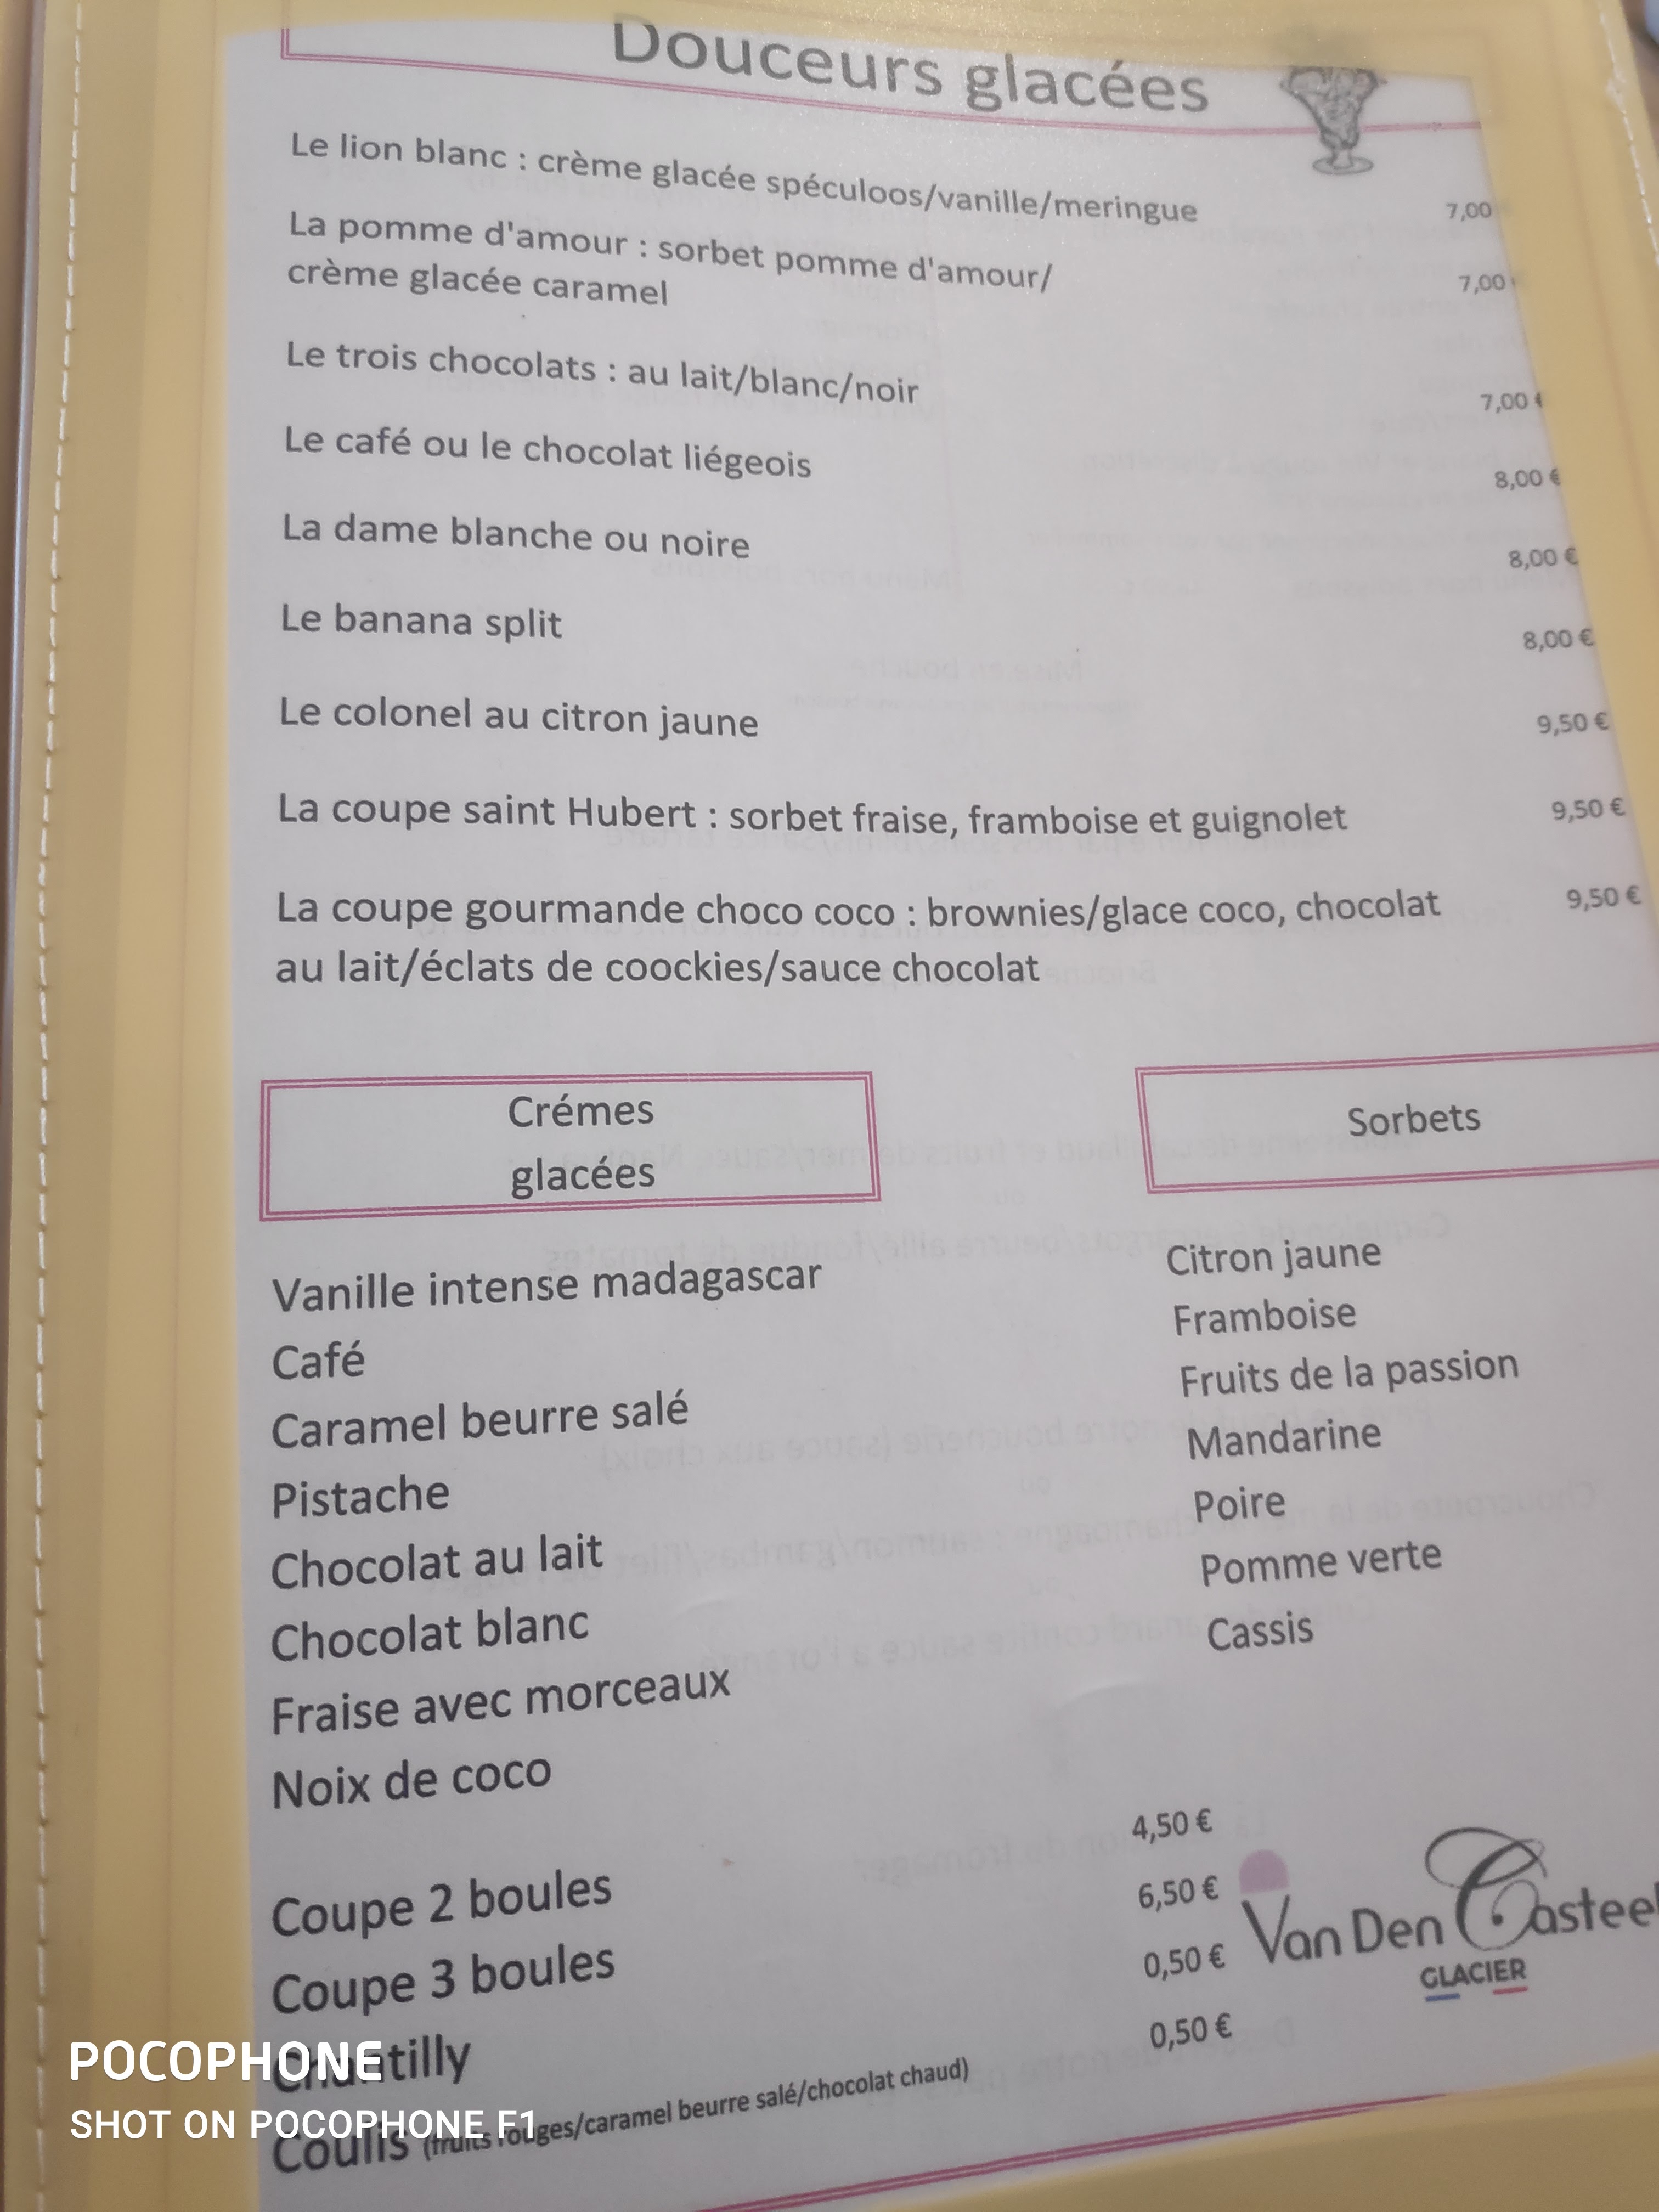 Douceurs glacées
Le lion blanc : crème glacée spéculoos/vanille/meringue 7,00
La pomme d'amour : sorbet pomme d'amour/ 7,00
crème glacée caramel
Le trois chocolats : au lait/blanc/noir 7,00 €
Le café ou le chocolat liégeois 8,00 €
La dame blanche ou noire 8,00 €
Le banana split 8,00 €
Le colonel au citron jaune 9,50 €
La coupe saint Hubert : sorbet fraise, framboise et guignolet 9,50 €
La coupe gourmande choco coco : brownies/glace coco, chocolat 9,50 €
au lait/éclats de coockies/sauce chocolat
Crémes
glacées
Vanille intense madagascar
Café
Caramel beurre salé
Pistache
Chocolat au lait
Chocolat blanc
Fraise avec morceaux
Noix de coco
Sorbets
Citron jaune
Framboise
Fruits de la passion
Mandarine
Poire
Pomme verte
Cassis
Coupe 2 boules 4,50 €
Coupe 3 boules 6,50 €
Chantilly 0,50 €
Coulis (fruits rouges/caramel beurre salé/chocolat chaud) 0,50 €
Van Den Casteel
GLACIER
POCOPHONE
SHOT ON POCOPHONE F1